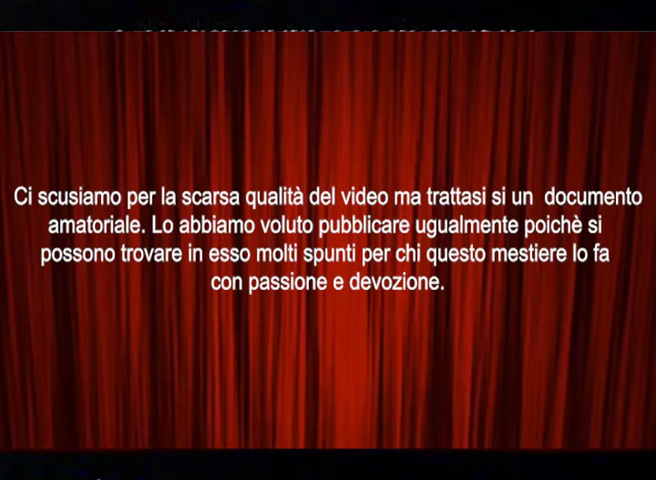 Ci scusiamo per la scarsa qualità del video ma trattasi si un documento
amatoriale. Lo abbiamo voluto pubblicare ugualmente poichè si
possono trovare in esso molti spunti per chi questo mestiere lo fa
con passione e devozione.